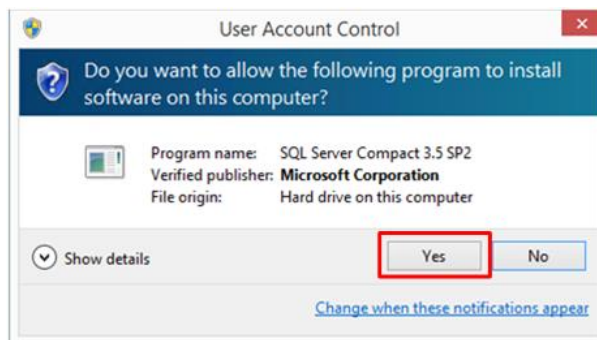 User Account Control
Do you want to allow the following program to install
software on this computer?
Program name: SQL Server Compact 3.5 SP2
Verified publisher: Microsoft Corporation
File origin: Hard drive on this computer
Show details
Yes
No
Change when these notifications appear